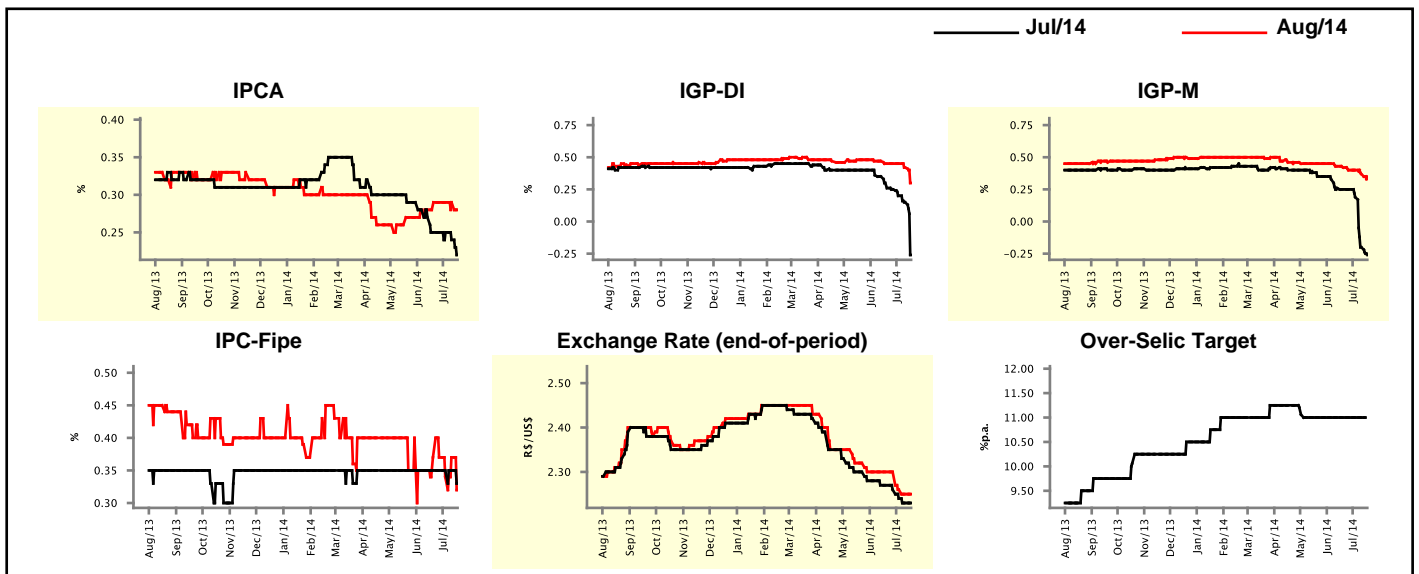 Jul/14 Aug/14
IPCA
0.40
0.35
0.30
0.25
%
Aug/13 Sep/13 Oct/13 Nov/13 Dec/13 Jan/14 Feb/14 Mar/14 Apr/14 May/14 Jun/14 Jul/14
IGP-DI
0.75
0.50
0.25
0.00
−0.25
%
Aug/13 Sep/13 Oct/13 Nov/13 Dec/13 Jan/14 Feb/14 Mar/14 Apr/14 May/14 Jun/14 Jul/14
IGP-M
0.75
0.50
0.25
0.00
−0.25
%
Aug/13 Sep/13 Oct/13 Nov/13 Dec/13 Jan/14 Feb/14 Mar/14 Apr/14 May/14 Jun/14 Jul/14
IPC-Fipe
0.50
0.45
0.40
0.35
0.30
%
Aug/13 Sep/13 Oct/13 Nov/13 Dec/13 Jan/14 Feb/14 Mar/14 Apr/14 May/14 Jun/14 Jul/14
Exchange Rate (end-of-period)
2.50
2.40
2.30
R$/US$
Aug/13 Sep/13 Oct/13 Nov/13 Dec/13 Jan/14 Feb/14 Mar/14 Apr/14 May/14 Jun/14 Jul/14
Over-Selic Target
12.00
11.50
11.00
10.50
10.00
9.50
%p.a.
Aug/13 Sep/13 Oct/13 Nov/13 Dec/13 Jan/14 Feb/14 Mar/14 Apr/14 May/14 Jun/14 Jul/14